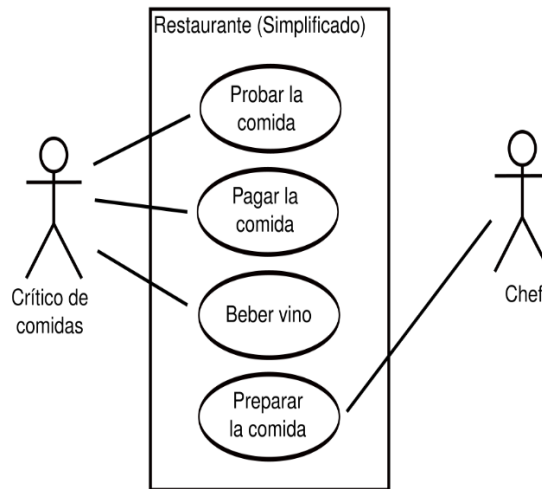 Restaurante (Simplificado)
Probar la
comida
Pagar la
comida
Beber vino
Preparar
la comida
Crítico de
comidas
Chef